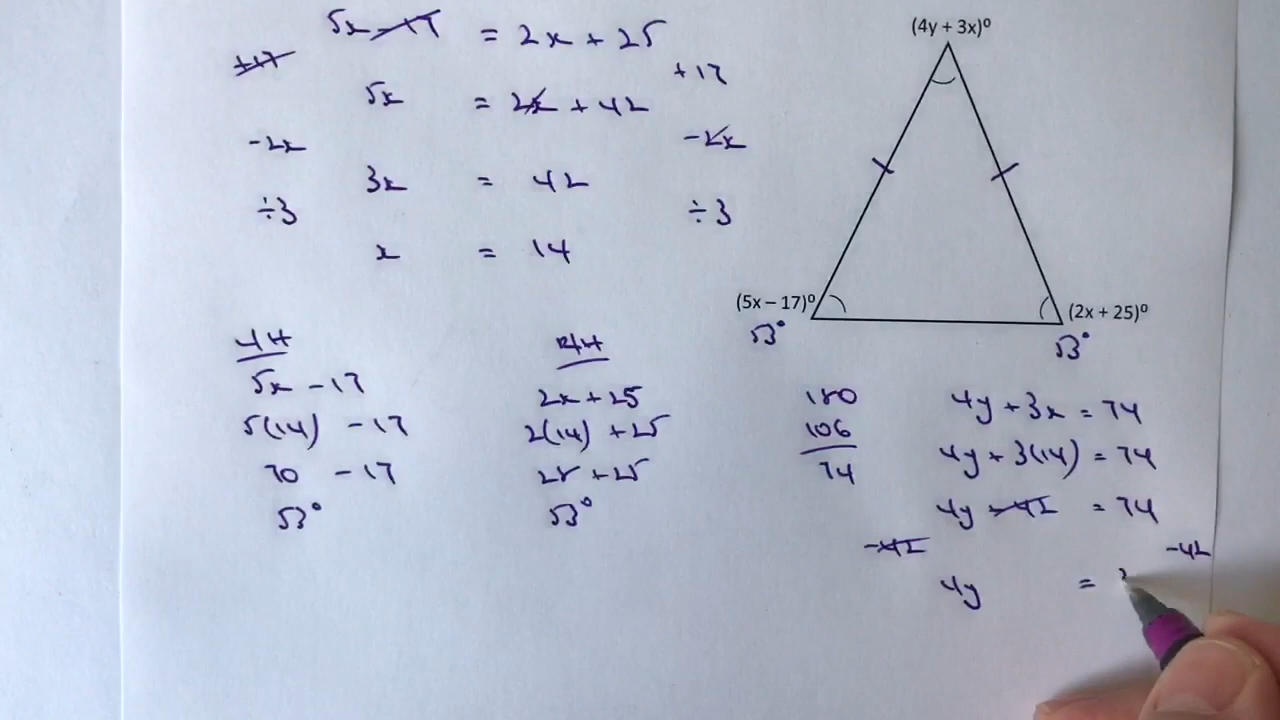 5x - 17 = 2x + 25
+17 +17
5x = 2x + 42
-2x -2x
3x = 42
÷3 ÷3
x = 14
(4y + 3x)º
(5x – 17)º
53°
(2x + 25)º
53°
LH
5x - 17
5(14) - 17
70 - 17
53°
RH
2x + 25
2(14) + 25
28 + 25
53°
180
106
74
4y + 3x = 74
4y + 3(14) = 74
4y + 42 = 74
-42 -42
4y =